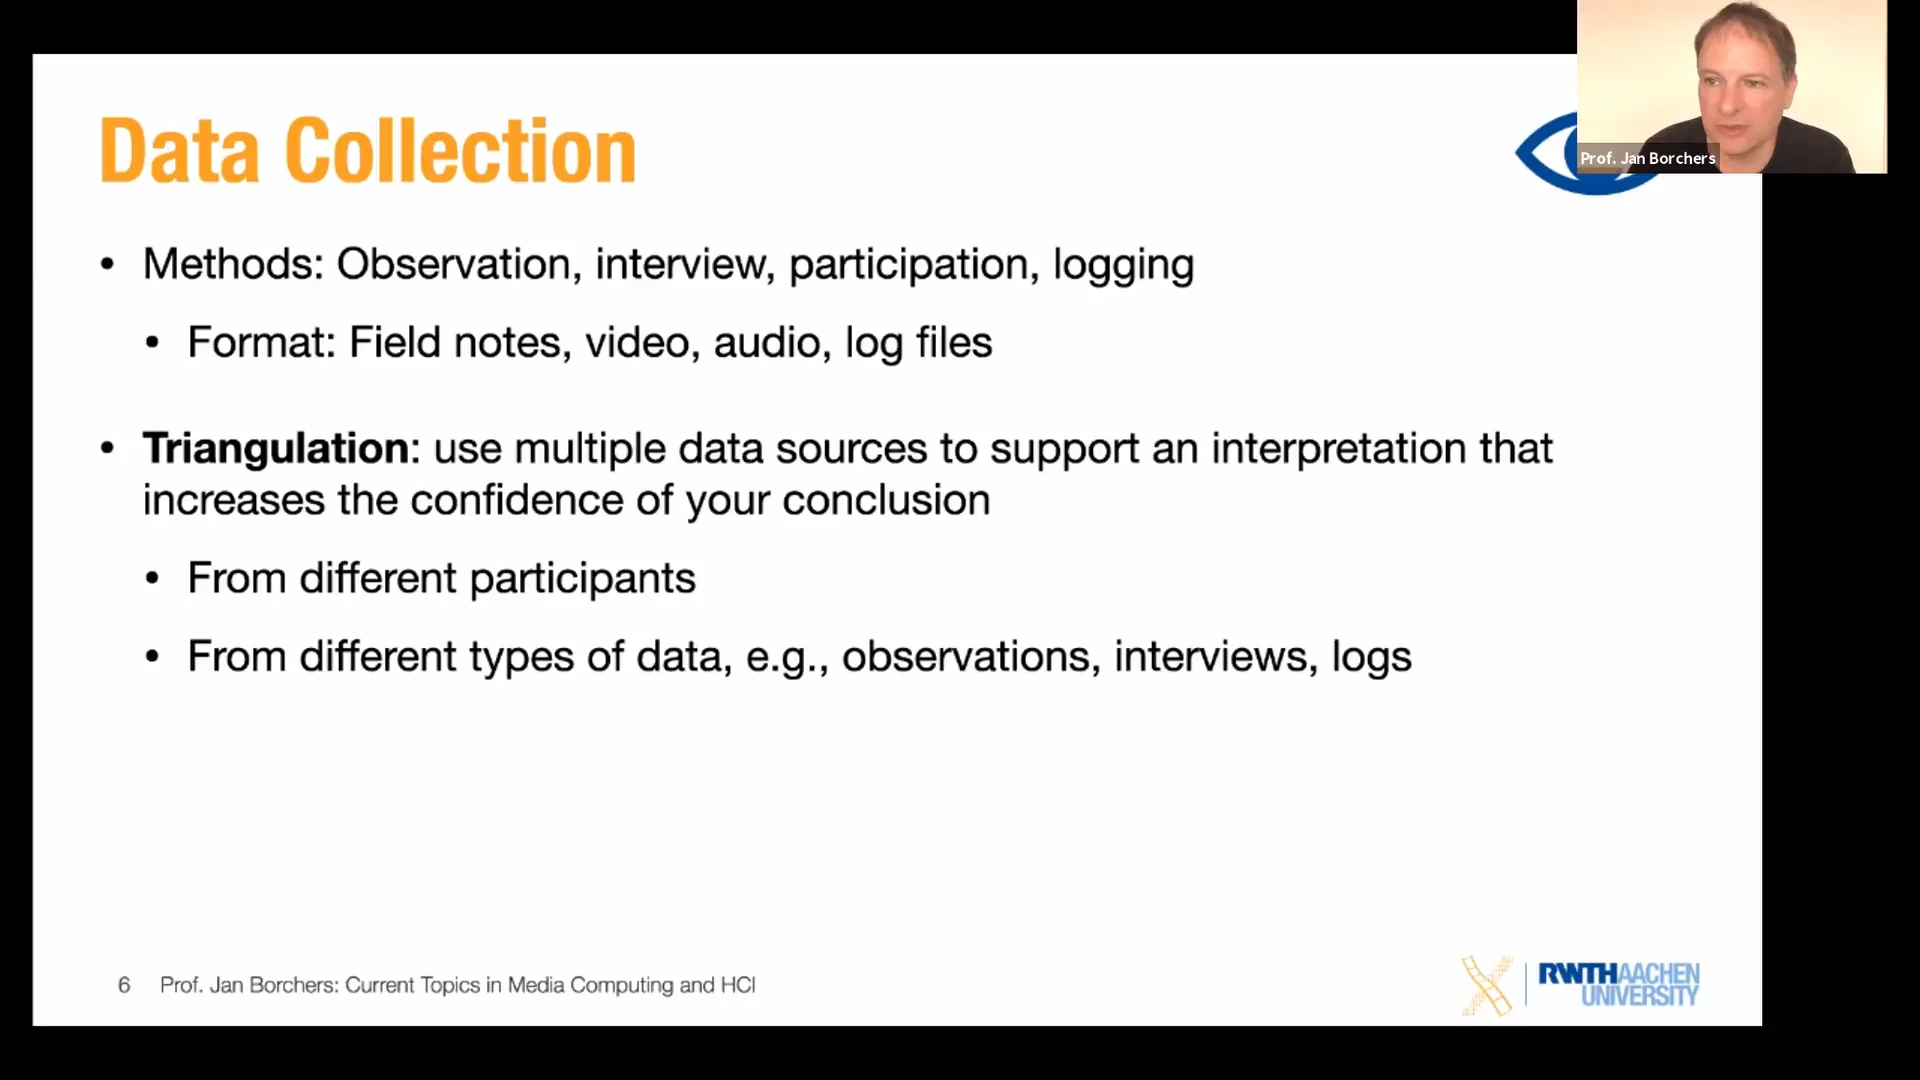 Data Collection
Prof. Jan Borchers
• Methods: Observation, interview, participation, logging
• Format: Field notes, video, audio, log files
• Triangulation: use multiple data sources to support an interpretation that
increases the confidence of your conclusion
• From different participants
• From different types of data, e.g., observations, interviews, logs
6 Prof. Jan Borchers: Current Topics in Media Computing and HCI
RWTHAACHEN
UNIVERSITY